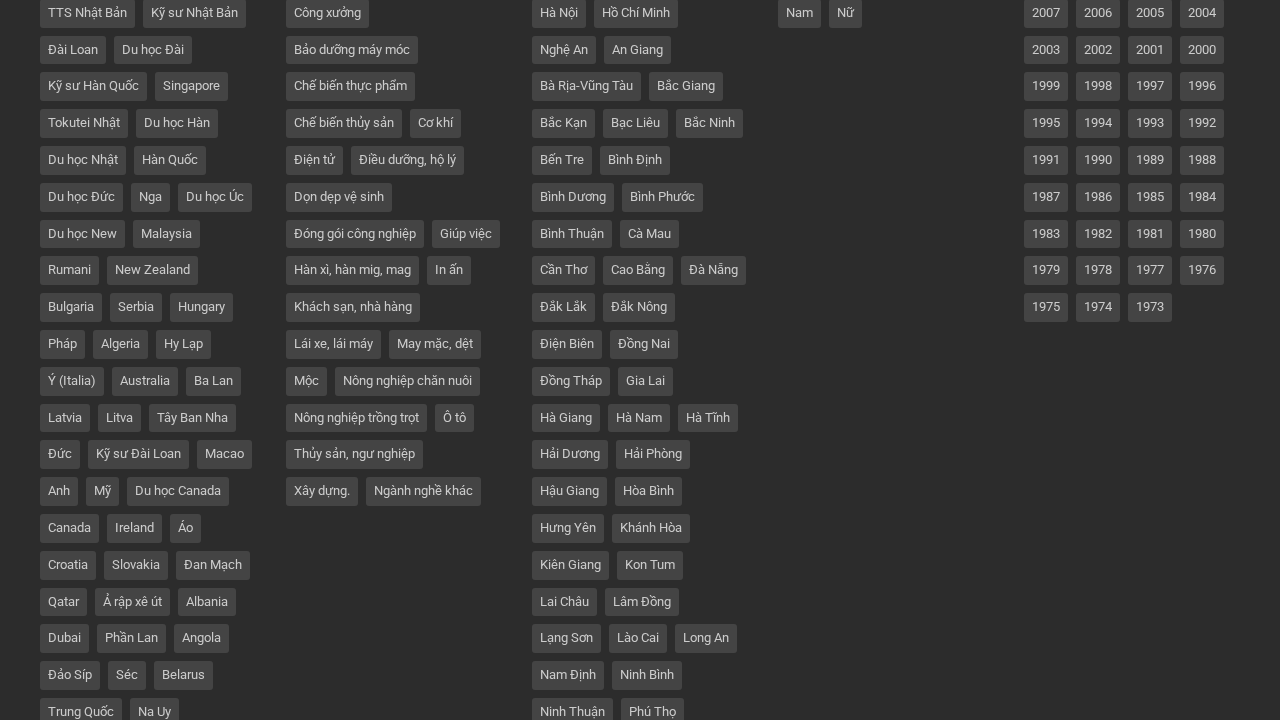 TTS Nhật Bản Kỹ sư Nhật Bản
Đài Loan Du học Đài
Kỹ sư Hàn Quốc Singapore
Tokutei Nhật Du học Hàn
Du học Nhật Hàn Quốc
Du học Đức Nga Du học Úc
Du học New Malaysia
Rumani New Zealand
Bulgaria Serbia Hungary
Pháp Algeria Hy Lạp
Ý (Italia) Australia Ba Lan
Latvia Litva Tây Ban Nha
Đức Kỹ sư Đài Loan Macao
Anh Mỹ Du học Canada
Canada Ireland Áo
Croatia Slovakia Đan Mạch
Qatar Ả rập xê út Albania
Dubai Phần Lan Angola
Đảo Síp Séc Belarus
Trung Quốc Na Uy
Công xưởng
Bảo dưỡng máy móc
Chế biến thực phẩm
Chế biến thủy sản Cơ khí
Điện tử Điều dưỡng, hộ lý
Dọn dẹp vệ sinh
Đóng gói công nghiệp Giúp việc
Hàn xì, hàn mig, mag In ấn
Khách sạn, nhà hàng
Lái xe, lái máy May mặc, dệt
Mộc Nông nghiệp chăn nuôi
Nông nghiệp trồng trọt Ô tô
Thủy sản, ngư nghiệp
Xây dựng. Ngành nghề khác
Hà Nội Hồ Chí Minh
Nghệ An An Giang
Bà Rịa-Vũng Tàu Bắc Giang
Bắc Kạn Bạc Liêu Bắc Ninh
Bến Tre Bình Định
Bình Dương Bình Phước
Bình Thuận Cà Mau
Cần Thơ Cao Bằng Đà Nẵng
Đắk Lắk Đắk Nông
Điện Biên Đồng Nai
Đồng Tháp Gia Lai
Hà Giang Hà Nam Hà Tĩnh
Hải Dương Hải Phòng
Hậu Giang Hòa Bình
Hưng Yên Khánh Hòa
Kiên Giang Kon Tum
Lai Châu Lâm Đồng
Lạng Sơn Lào Cai Long An
Nam Định Ninh Bình
Ninh Thuận Phú Thọ
Nam Nữ
2007 2006 2005 2004
2003 2002 2001 2000
1999 1998 1997 1996
1995 1994 1993 1992
1991 1990 1989 1988
1987 1986 1985 1984
1983 1982 1981 1980
1979 1978 1977 1976
1975 1974 1973